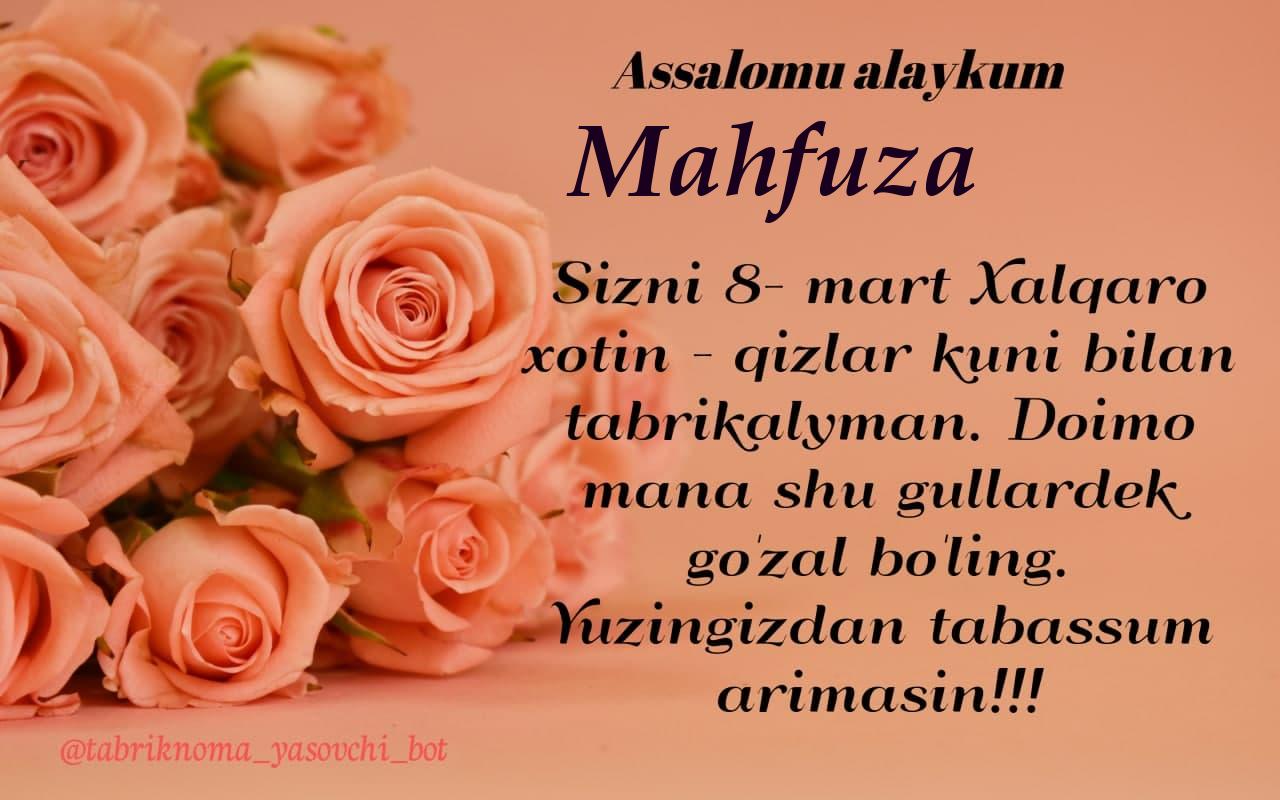 Assalomu alaykum
Mahfuza
Sizni 8- mart Xalqaro
xotin - qizlar kuni bilan
tabrikalyman. Doimo
mana shu gullardek
go'zal bo'ling.
Yuzingizdan tabassum
arimasin!!!
@tabriknoma_yasovchi_bot